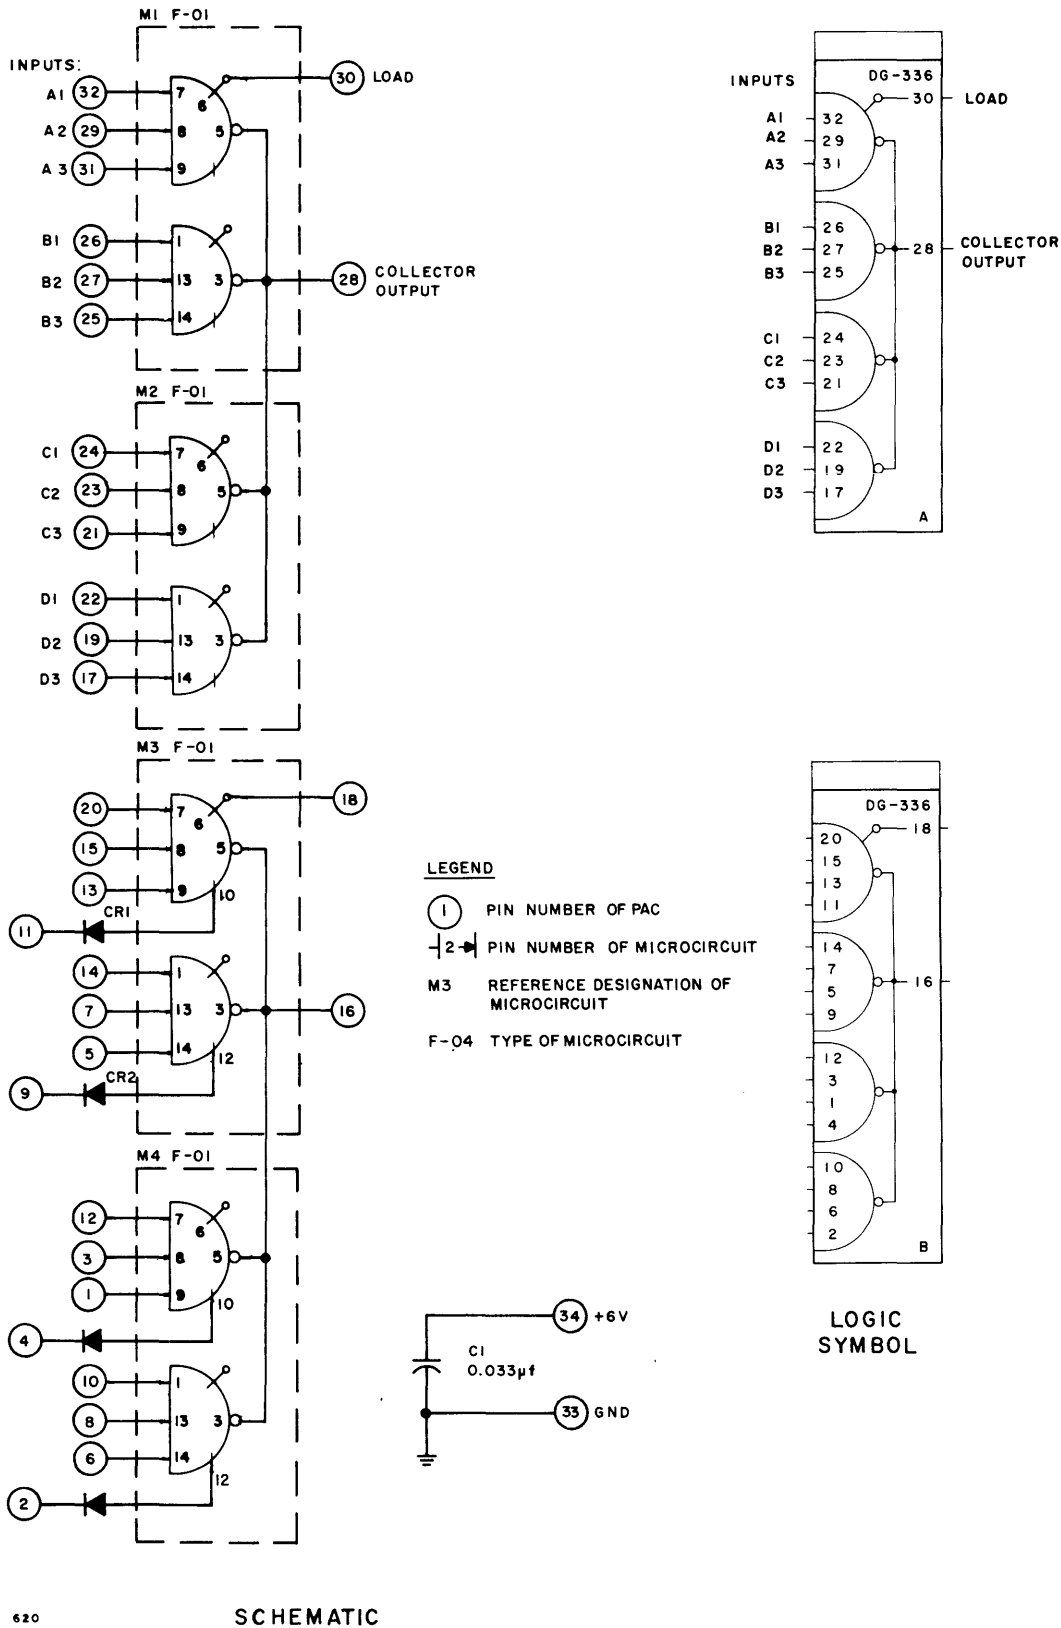 M1 F-01
INPUTS:
A1 32 7 6 30 LOAD
A2 29 8 5
A3 31 9
B1 26 1
B2 27 13 3 28 COLLECTOR
OUTPUT
B3 25 14
M2 F-01
C1 24 7 6
C2 23 8 5
C3 21 9
D1 22 1
D2 19 13 3
D3 17 14
M3 F-01
20 7 6 18
15 8 5
13 9 10
11 CR1
14 1
7 13 3 16
5 14 12
9 CR2
M4 F-01
12 7 6
3 8 5
1 9 10
4
10 1
8 13 3
6 14 12
2
LEGEND
1 PIN NUMBER OF PAC
2 PIN NUMBER OF MICROCIRCUIT
M3 REFERENCE DESIGNATION OF
MICROCIRCUIT
F-04 TYPE OF MICROCIRCUIT
34 +6V
C1
0.033μf
33 GND
DG-336
INPUTS
30 LOAD
A1 32
A2 29
A3 31
B1 26
B2 27 28 COLLECTOR
OUTPUT
B3 25
C1 24
C2 23
C3 21
D1 22
D2 19
D3 17
A
DG-336
18
20
15
13
11
14
7
16
5
9
12
3
1
4
10
8
6
2
B
LOGIC
SYMBOL
620
SCHEMATIC